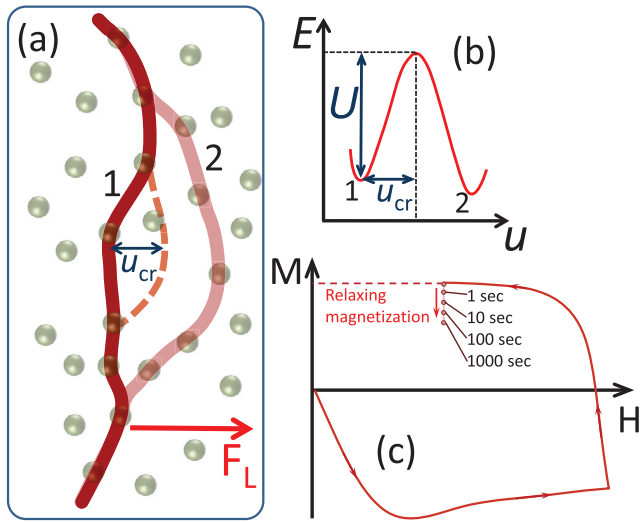 (a)
1
2
u_cr
F_L
E
(b)
U
1
u_cr
2
u
M
Relaxing
magnetization
1 sec
10 sec
100 sec
1000 sec
H
(c)